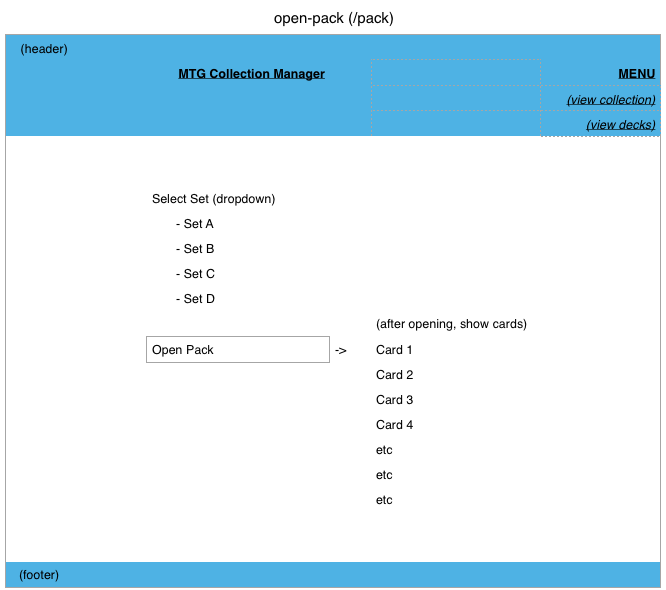 open-pack (/pack)
(header)
MTG Collection Manager
MENU
(view collection)
(view decks)
Select Set (dropdown)
- Set A
- Set B
- Set C
- Set D
(after opening, show cards)
Open Pack -> Card 1
Card 2
Card 3
Card 4
etc
etc
etc
(footer)